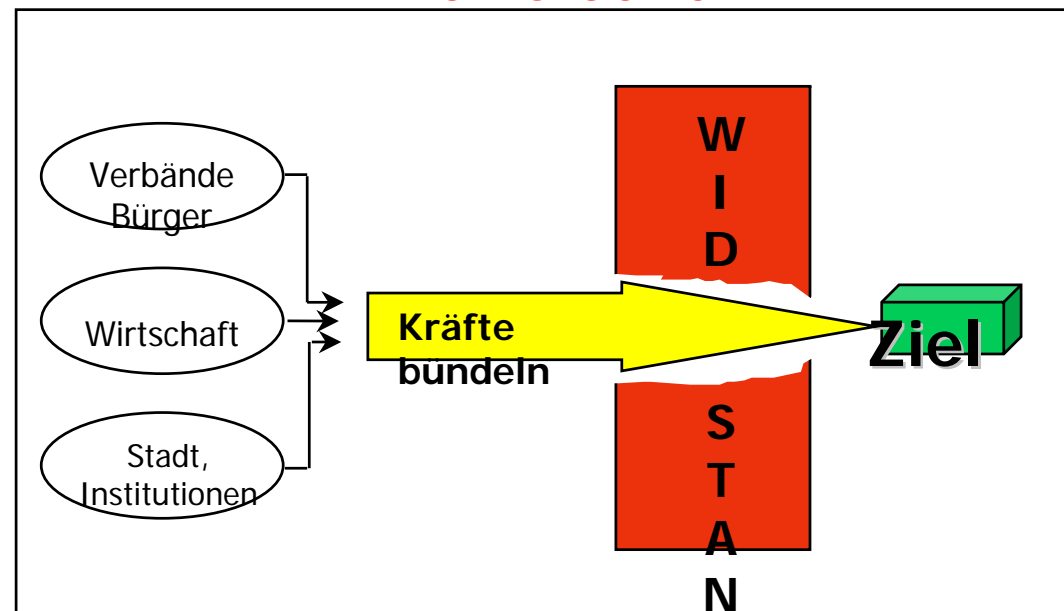 Verbände
Bürger
Wirtschaft
Stadt,
Institutionen
Kräfte
bündeln
W
I
D
S
T
A
N
Ziel